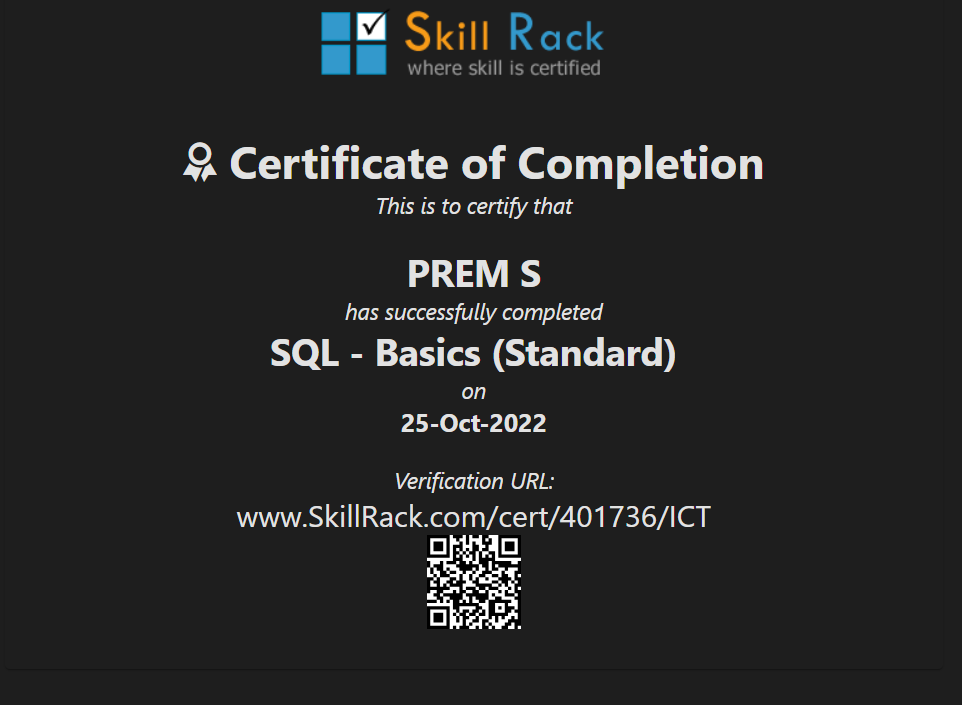 Skill Rack
where skill is certified
Certificate of Completion
This is to certify that
PREM S
has successfully completed
SQL - Basics (Standard)
on
25-Oct-2022
Verification URL:
www.SkillRack.com/cert/401736/ICT